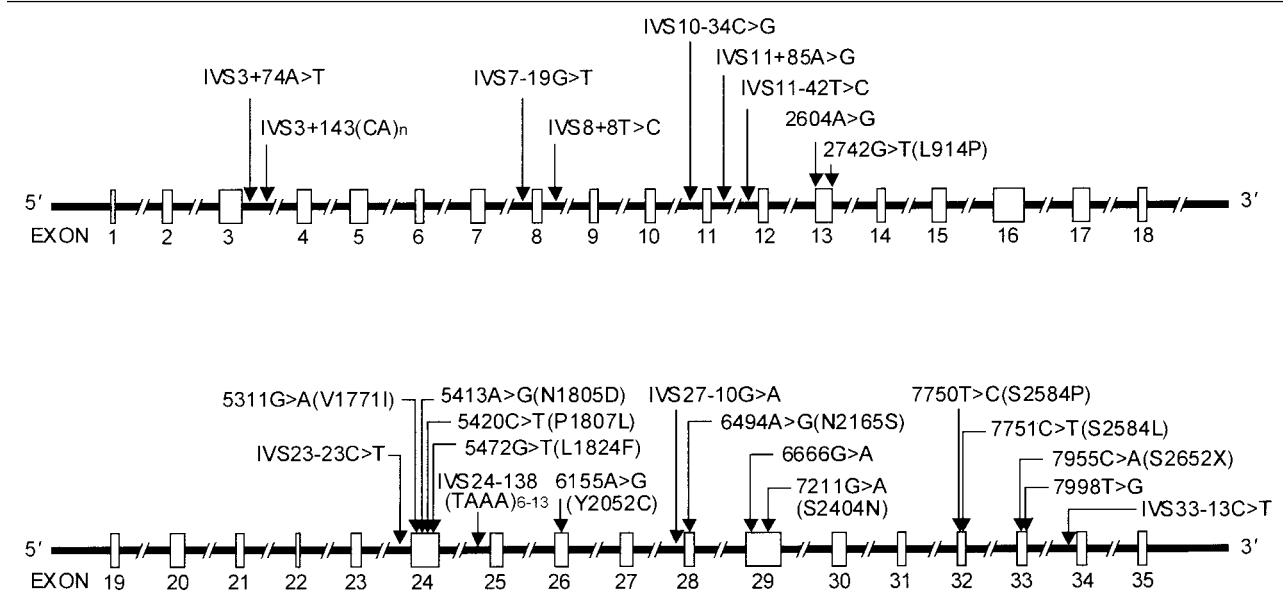 IVS10-34C>G
IVS3+74A>T
IVS7-19G>T
IVS11+85A>G
IVS11-42T>C
IVS3+143(CA)n
IVS8+8T>C
2604A>G
2742G>T(L914P)
5′ 3′
EXON 1 2 3 4 5 6 7 8 9 10 11 12 13 14 15 16 17 18
5311G>A(V1771I)
5413A>G(N1805D)
IVS27-10G>A
7750T>C(S2584P)
5420C>T(P1807L)
6494A>G(N2165S)
7751C>T(S2584L)
IVS23-23C>T
5472G>T(L1824F)
6666G>A
7955C>A(S2652X)
IVS24-138
(TAAA)6-13
6155A>G
(Y2052C)
7211G>A
(S2404N)
7998T>G
IVS33-13C>T
5′ 3′
EXON 19 20 21 22 23 24 25 26 27 28 29 30 31 32 33 34 35